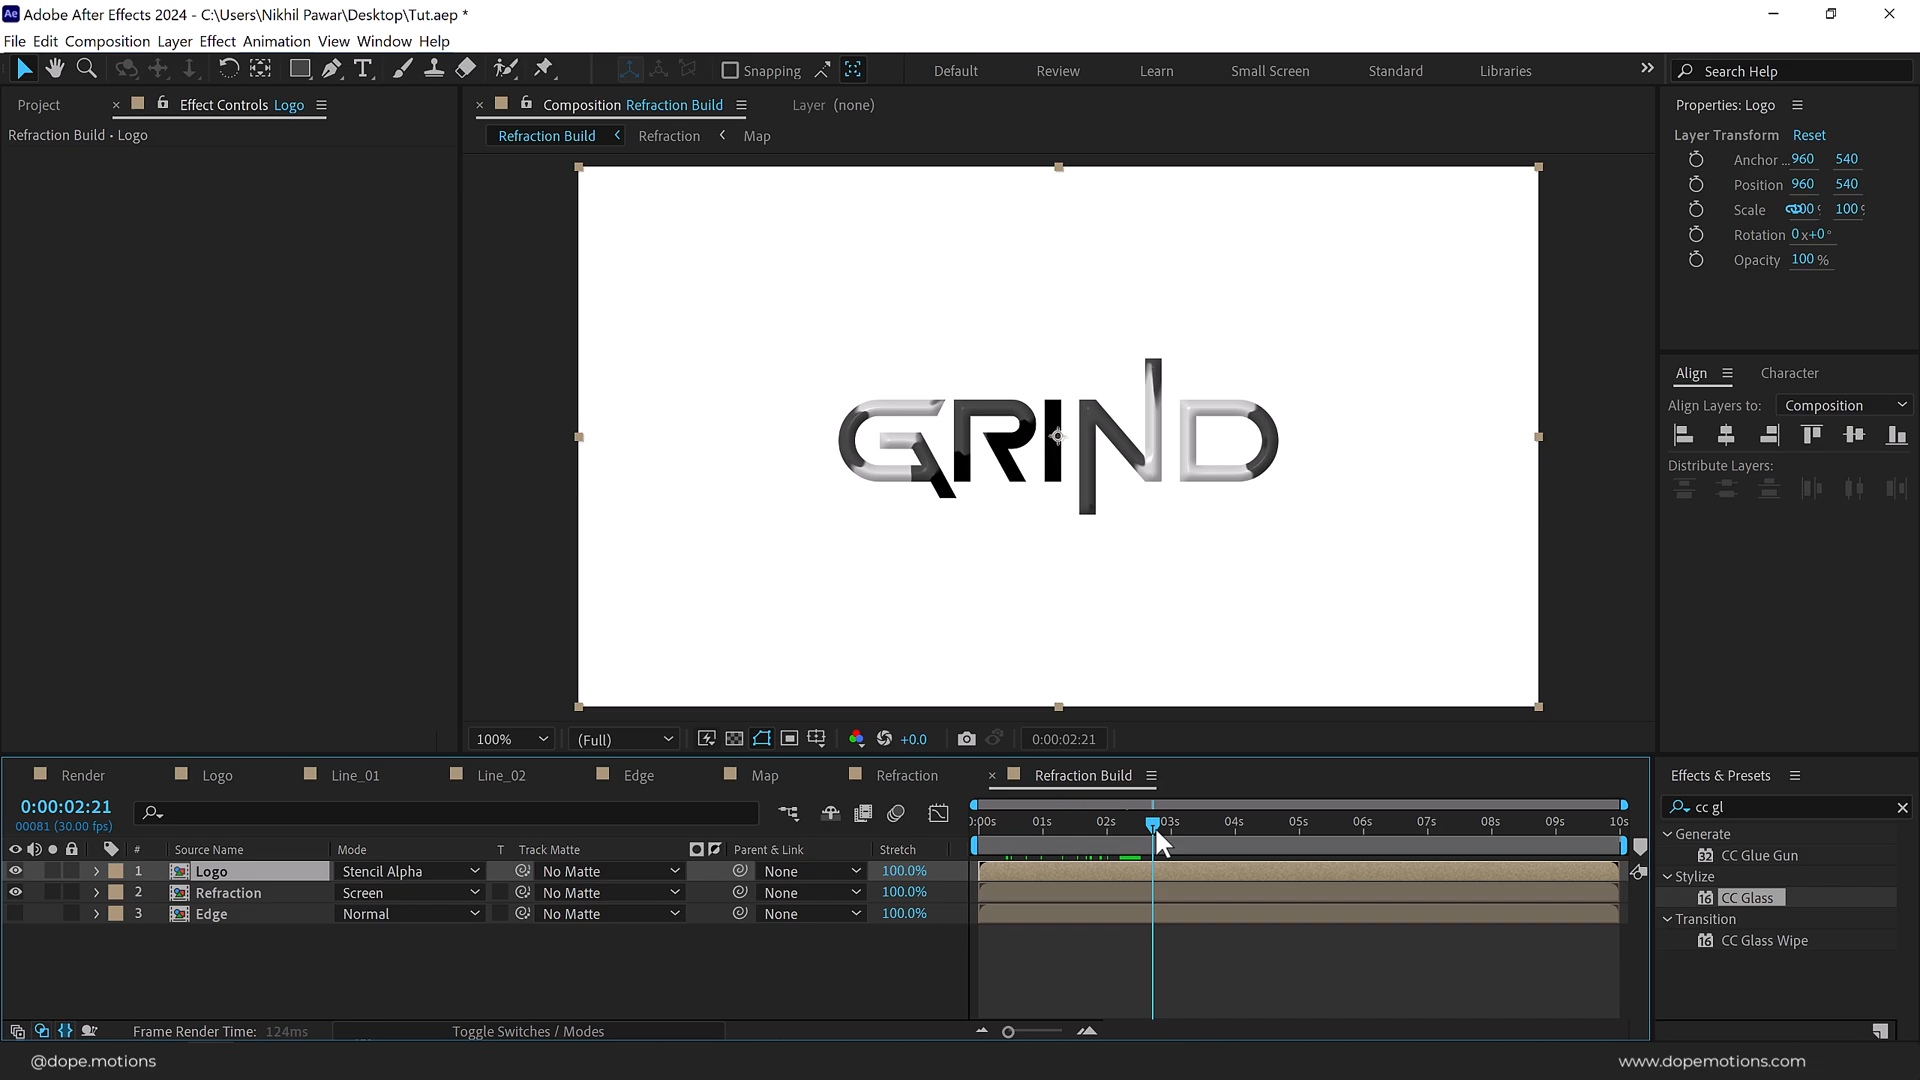 Adobe After Effects 2024 - C:\Users\Nikhil Pawar\Desktop\Tut.aep *
File Edit Composition Layer Effect Animation View Window Help
Snapping
Default Review Learn Small Screen Standard Libraries
Search Help
Project
Effect Controls Logo
Refraction Build • Logo
Composition Refraction Build
Layer (none)
Refraction Build Refraction Map
GRIND
Properties: Logo
Layer Transform Reset
Anchor ... 960 540
Position 960 540
Scale 100 %
Rotation 0x+0°
Opacity 100 %
Align Character
Align Layers to: Composition
Distribute Layers:
100% (Full) +0.0 0:00:02:21
Render Logo Line_01 Line_02 Edge Map Refraction Refraction Build
0:00:02:21
00081 (30.00 fps)
0:00s 01s 02s 03s 04s 05s 06s 07s 08s 09s 10s
# Source Name Mode T Track Matte Parent & Link Stretch
1 Logo Stencil Alpha No Matte None 100.0%
2 Refraction Screen No Matte None 100.0%
3 Edge Normal No Matte None 100.0%
Frame Render Time: 124ms
Toggle Switches / Modes
Effects & Presets
cc gl
Generate
32 CC Glue Gun
Stylize
16 CC Glass
Transition
16 CC Glass Wipe
@dope.motions
www.dopemotions.com